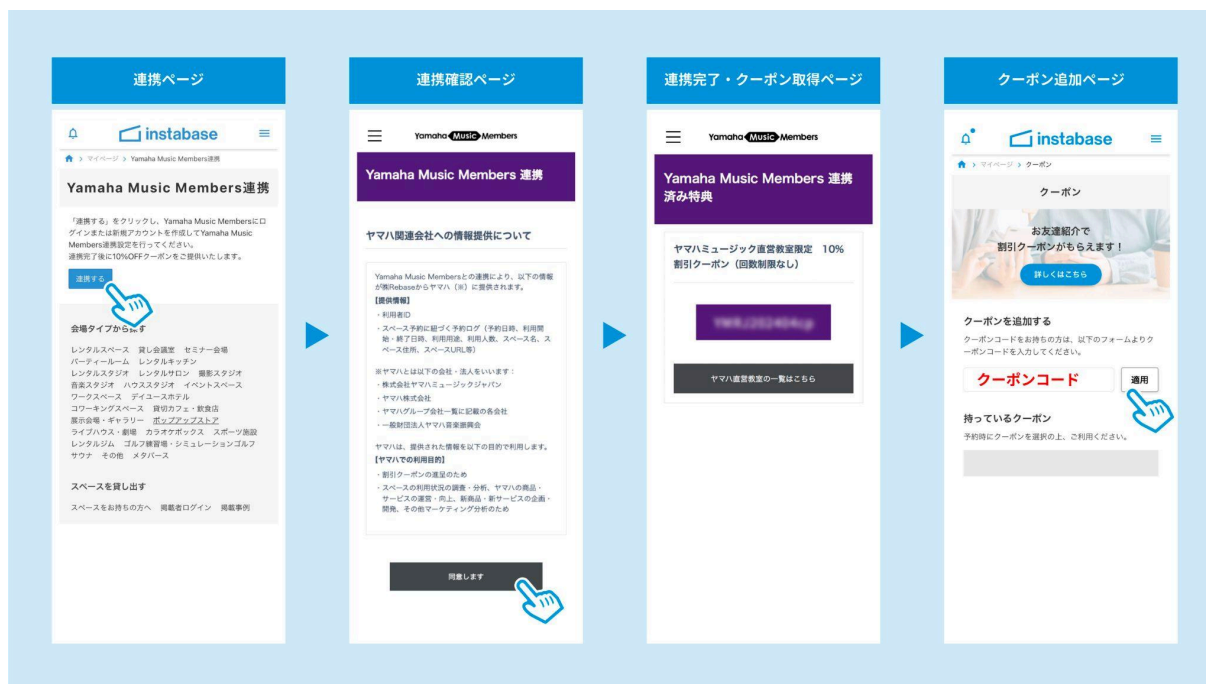 連携ページ
instabase
マイページ > Yamaha Music Members連携
Yamaha Music Members連携
「連携する」をクリックし、Yamaha Music Membersにロ
グインまたは新規アカウントを作成してYamaha Music
Members連携設定を行ってください。
連携完了後に10%OFFクーポンをご提供いたします。
連携する
会場タイプから探す
レンタルスペース 貸し会議室 セミナー会場
パーティールーム レンタルキッチン
レンタルスタジオ レンタルサロン 撮影スタジオ
音楽スタジオ ハウススタジオ イベントスペース
ワークスペース デイユースホテル
コワーキングスペース 貸切カフェ・飲食店
展示会場・ギャラリー ポップアップストア
ライブハウス・劇場 カラオケボックス スポーツ施設
レンタルジム ゴルフ練習場・シミュレーションゴルフ
サウナ その他 メタバース
スペースを貸し出す
スペースをお持ちの方へ 掲載者ログイン 掲載事例
連携確認ページ
Yamaha Music Members
Yamaha Music Members 連携
ヤマハ関連会社への情報提供について
Yamaha Music Membersとの連携により、以下の情報
が㈱Rebaseからヤマハ（※）に提供されます。
【提供情報】
・利用者ID
・スペース予約に紐づく予約ログ（予約日時、利用開
始・終了日時、利用用途、利用人数、スペース名、ス
ペース住所、スペースURL等）
※ヤマハとは以下の会社・法人をいいます：
・株式会社ヤマハミュージックジャパン
・ヤマハ株式会社
・ヤマハグループ会社一覧に記載の各会社
・一般財団法人ヤマハ音楽振興会
ヤマハは、提供された情報を以下の目的で利用します。
【ヤマハでの利用目的】
・割引クーポンの進呈のため
・スペースの利用状況の調査・分析、ヤマハの商品・
サービスの運営・向上、新商品・新サービスの企画・
開発、その他マーケティング分析のため
同意します
連携完了・クーポン取得ページ
Yamaha Music Members
Yamaha Music Members 連携
済み特典
ヤマハミュージック直営教室限定 10%
割引クーポン（回数制限なし）
ヤマハ直営教室の一覧はこちら
クーポン追加ページ
instabase
マイページ > クーポン
クーポン
お友達紹介で
割引クーポンがもらえます！
詳しくはこちら
クーポンを追加する
クーポンコードをお持ちの方は、以下のフォームよりク
ーポンコードを入力してください。
クーポンコード
適用
持っているクーポン
予約時にクーポンを選択の上、ご利用ください。